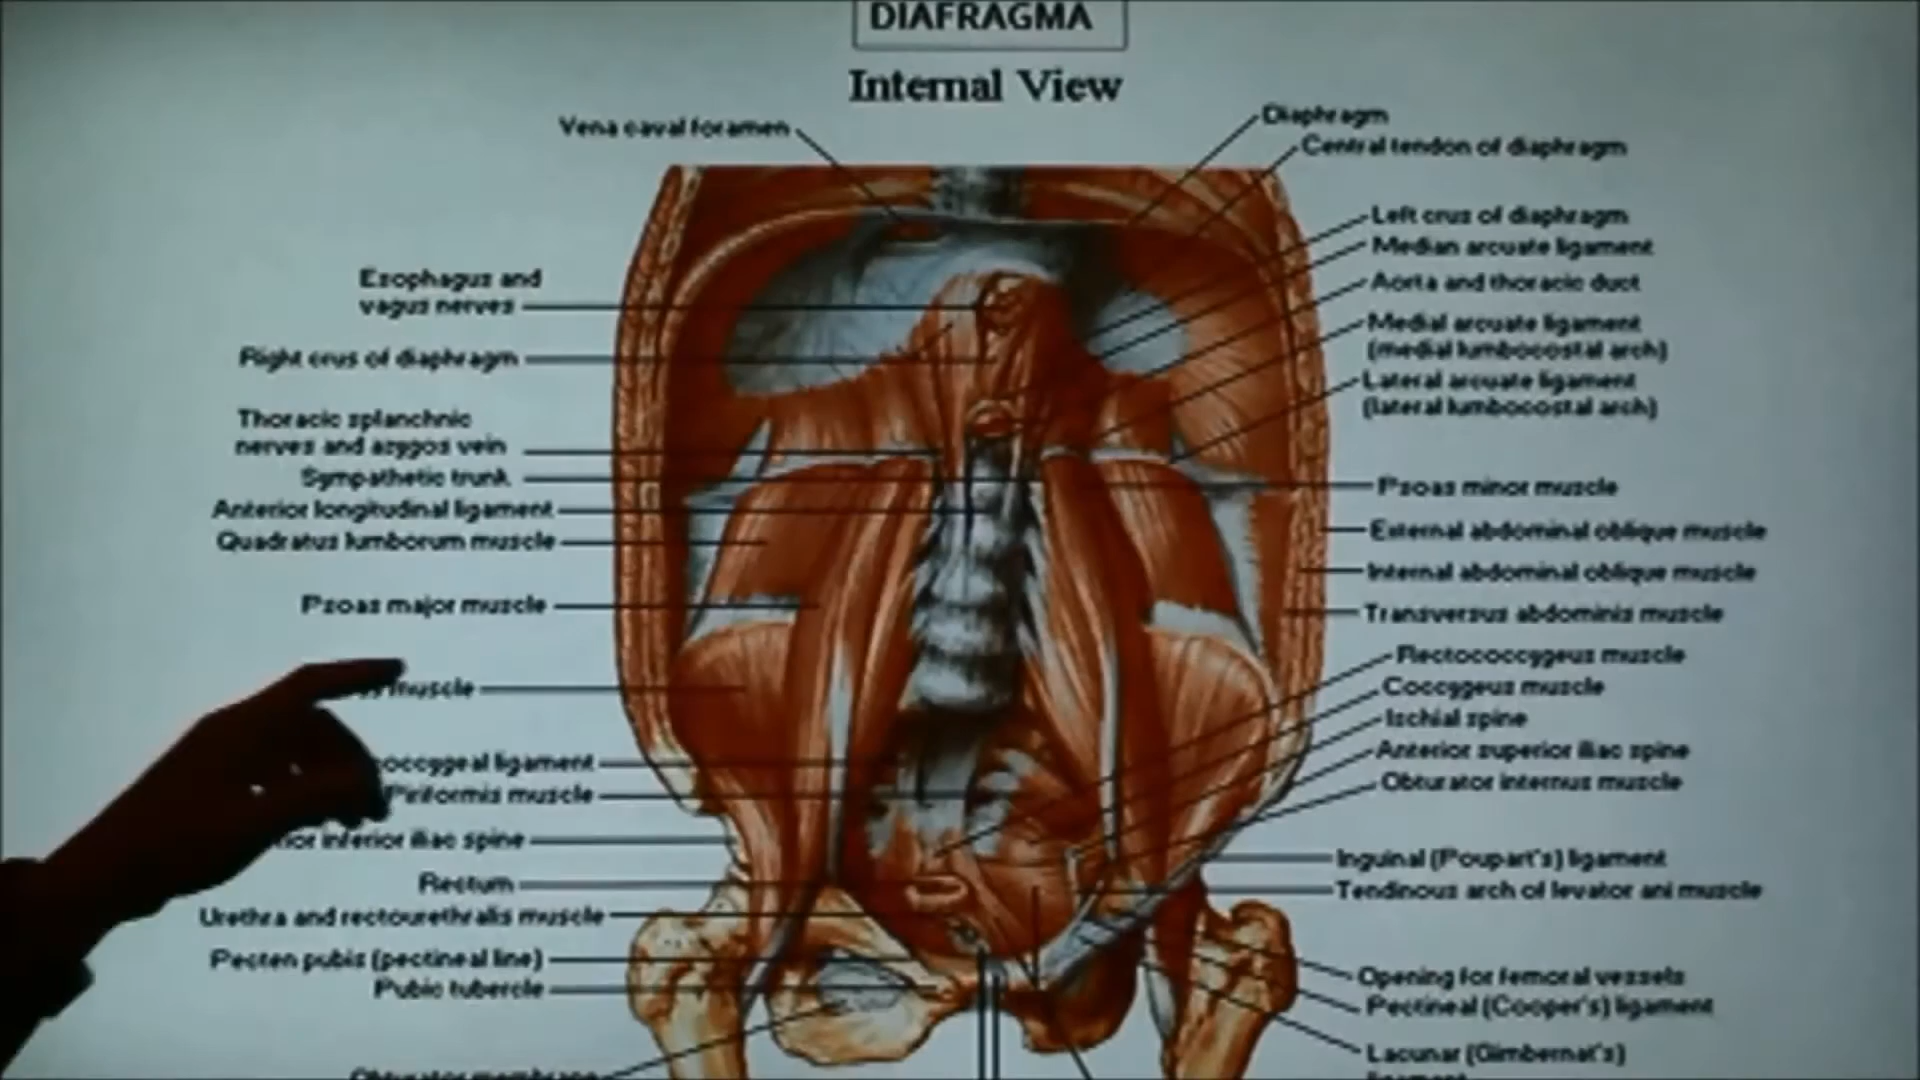 DIAFRAGMA
Internal View
Vena caval foramen
Diaphragm
Central tendon of diaphragm
Left crus of diaphragm
Median arcuate ligament
Esophagus and
vagus nerves
Aorta and thoracic duct
Medial arcuate ligament
(medial lumbocostal arch)
Right crus of diaphragm
Lateral arcuate ligament
(lateral lumbocostal arch)
Thoracic splanchnic
nerves and azygos vein
Sympathetic trunk
Psoas minor muscle
Anterior longitudinal ligament
External abdominal oblique muscle
Quadratus lumborum muscle
Internal abdominal oblique muscle
Psoas major muscle
Transversus abdominis muscle
Rectococcygeus muscle
muscle
Coccygeus muscle
Ischial spine
Anterior superior iliac spine
occygeal ligament
Obturator internus muscle
Piriformis muscle
rior inferior iliac spine
Inguinal (Poupart's) ligament
Rectum
Tendinous arch of levator ani muscle
Urethra and rectourethralis muscle
Pecten pubis (pectineal line)
Opening for femoral vessels
Pubic tubercle
Pectineal (Cooper's) ligament
Lacunar (Gimbernat's)
ligament
Obturator membrane